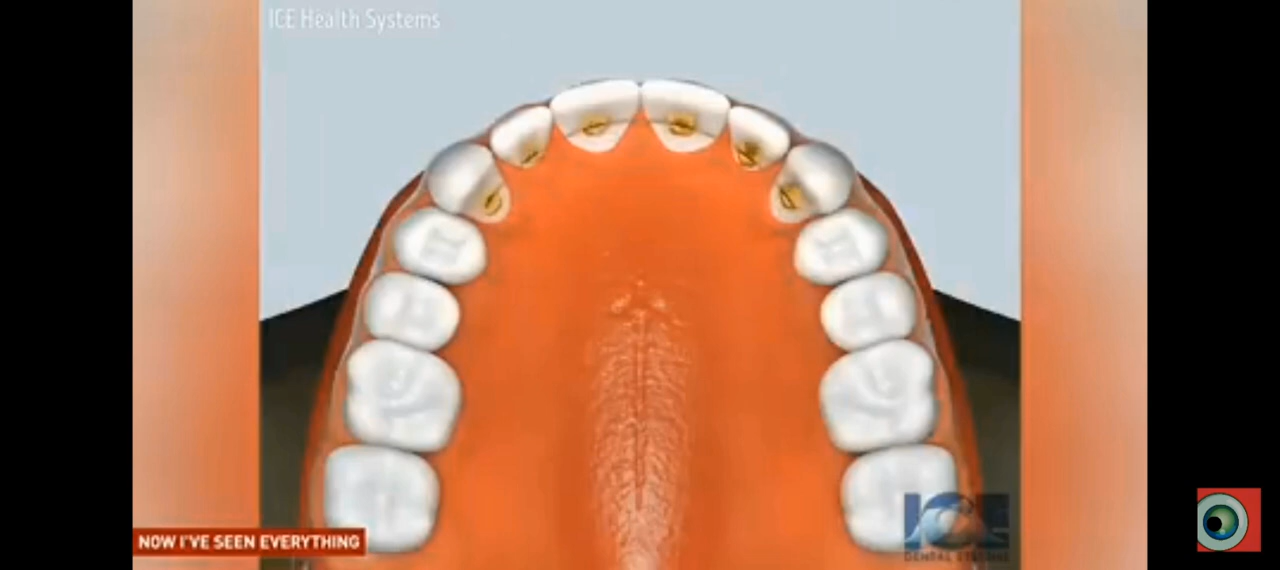 ICE Health Systems
NOW I'VE SEEN EVERYTHING
ICE
DENTAL SYSTEMS